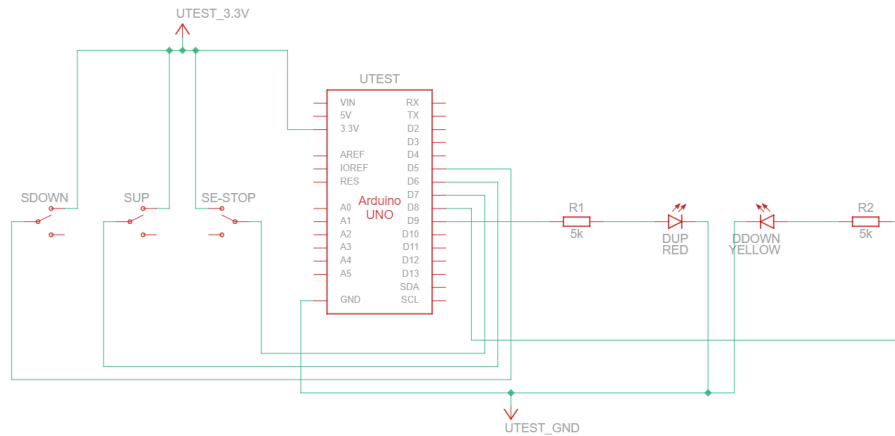 UTEST_3.3V
UTEST
VIN
5V
3.3V
AREF
IOREF
RES
A0
A1
A2
A3
A4
A5
GND
Arduino
UNO
RX
TX
D2
D3
D4
D5
D6
D7
D8
D9
D10
D11
D12
D13
SDA
SCL
SDOWN
SUP
SE-STOP
R1
5k
DUP
RED
DDOWN
YELLOW
R2
5k
UTEST_GND